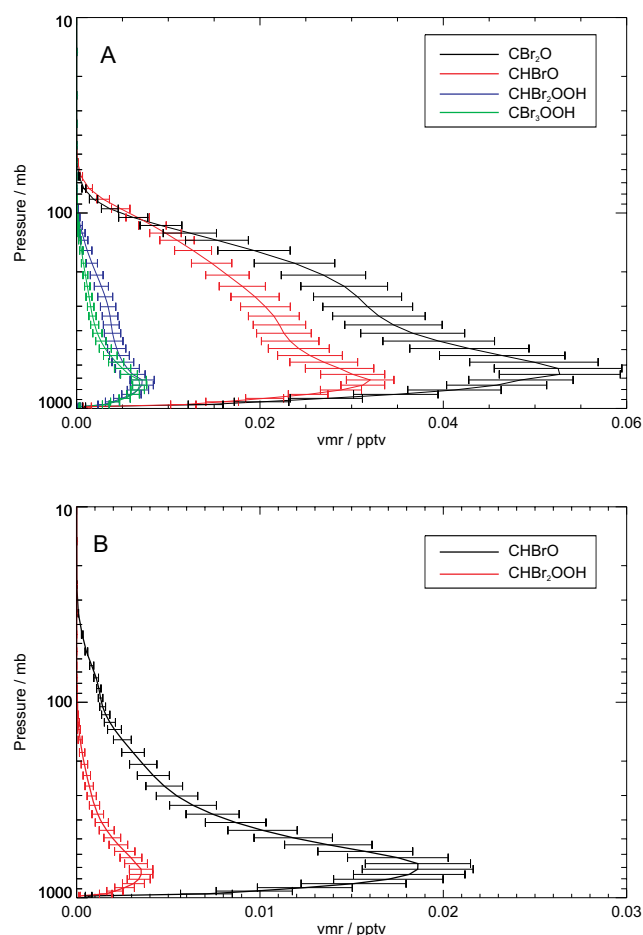 10
A
CBr₂O
CHBrO
CHBr₂OOH
CBr₃OOH
Pressure / mb
100
1000
0.00 0.02 0.04 0.06
vmr / pptv
10
B
CHBrO
CHBr₂OOH
Pressure / mb
100
1000
0.00 0.01 0.02 0.03
vmr / pptv